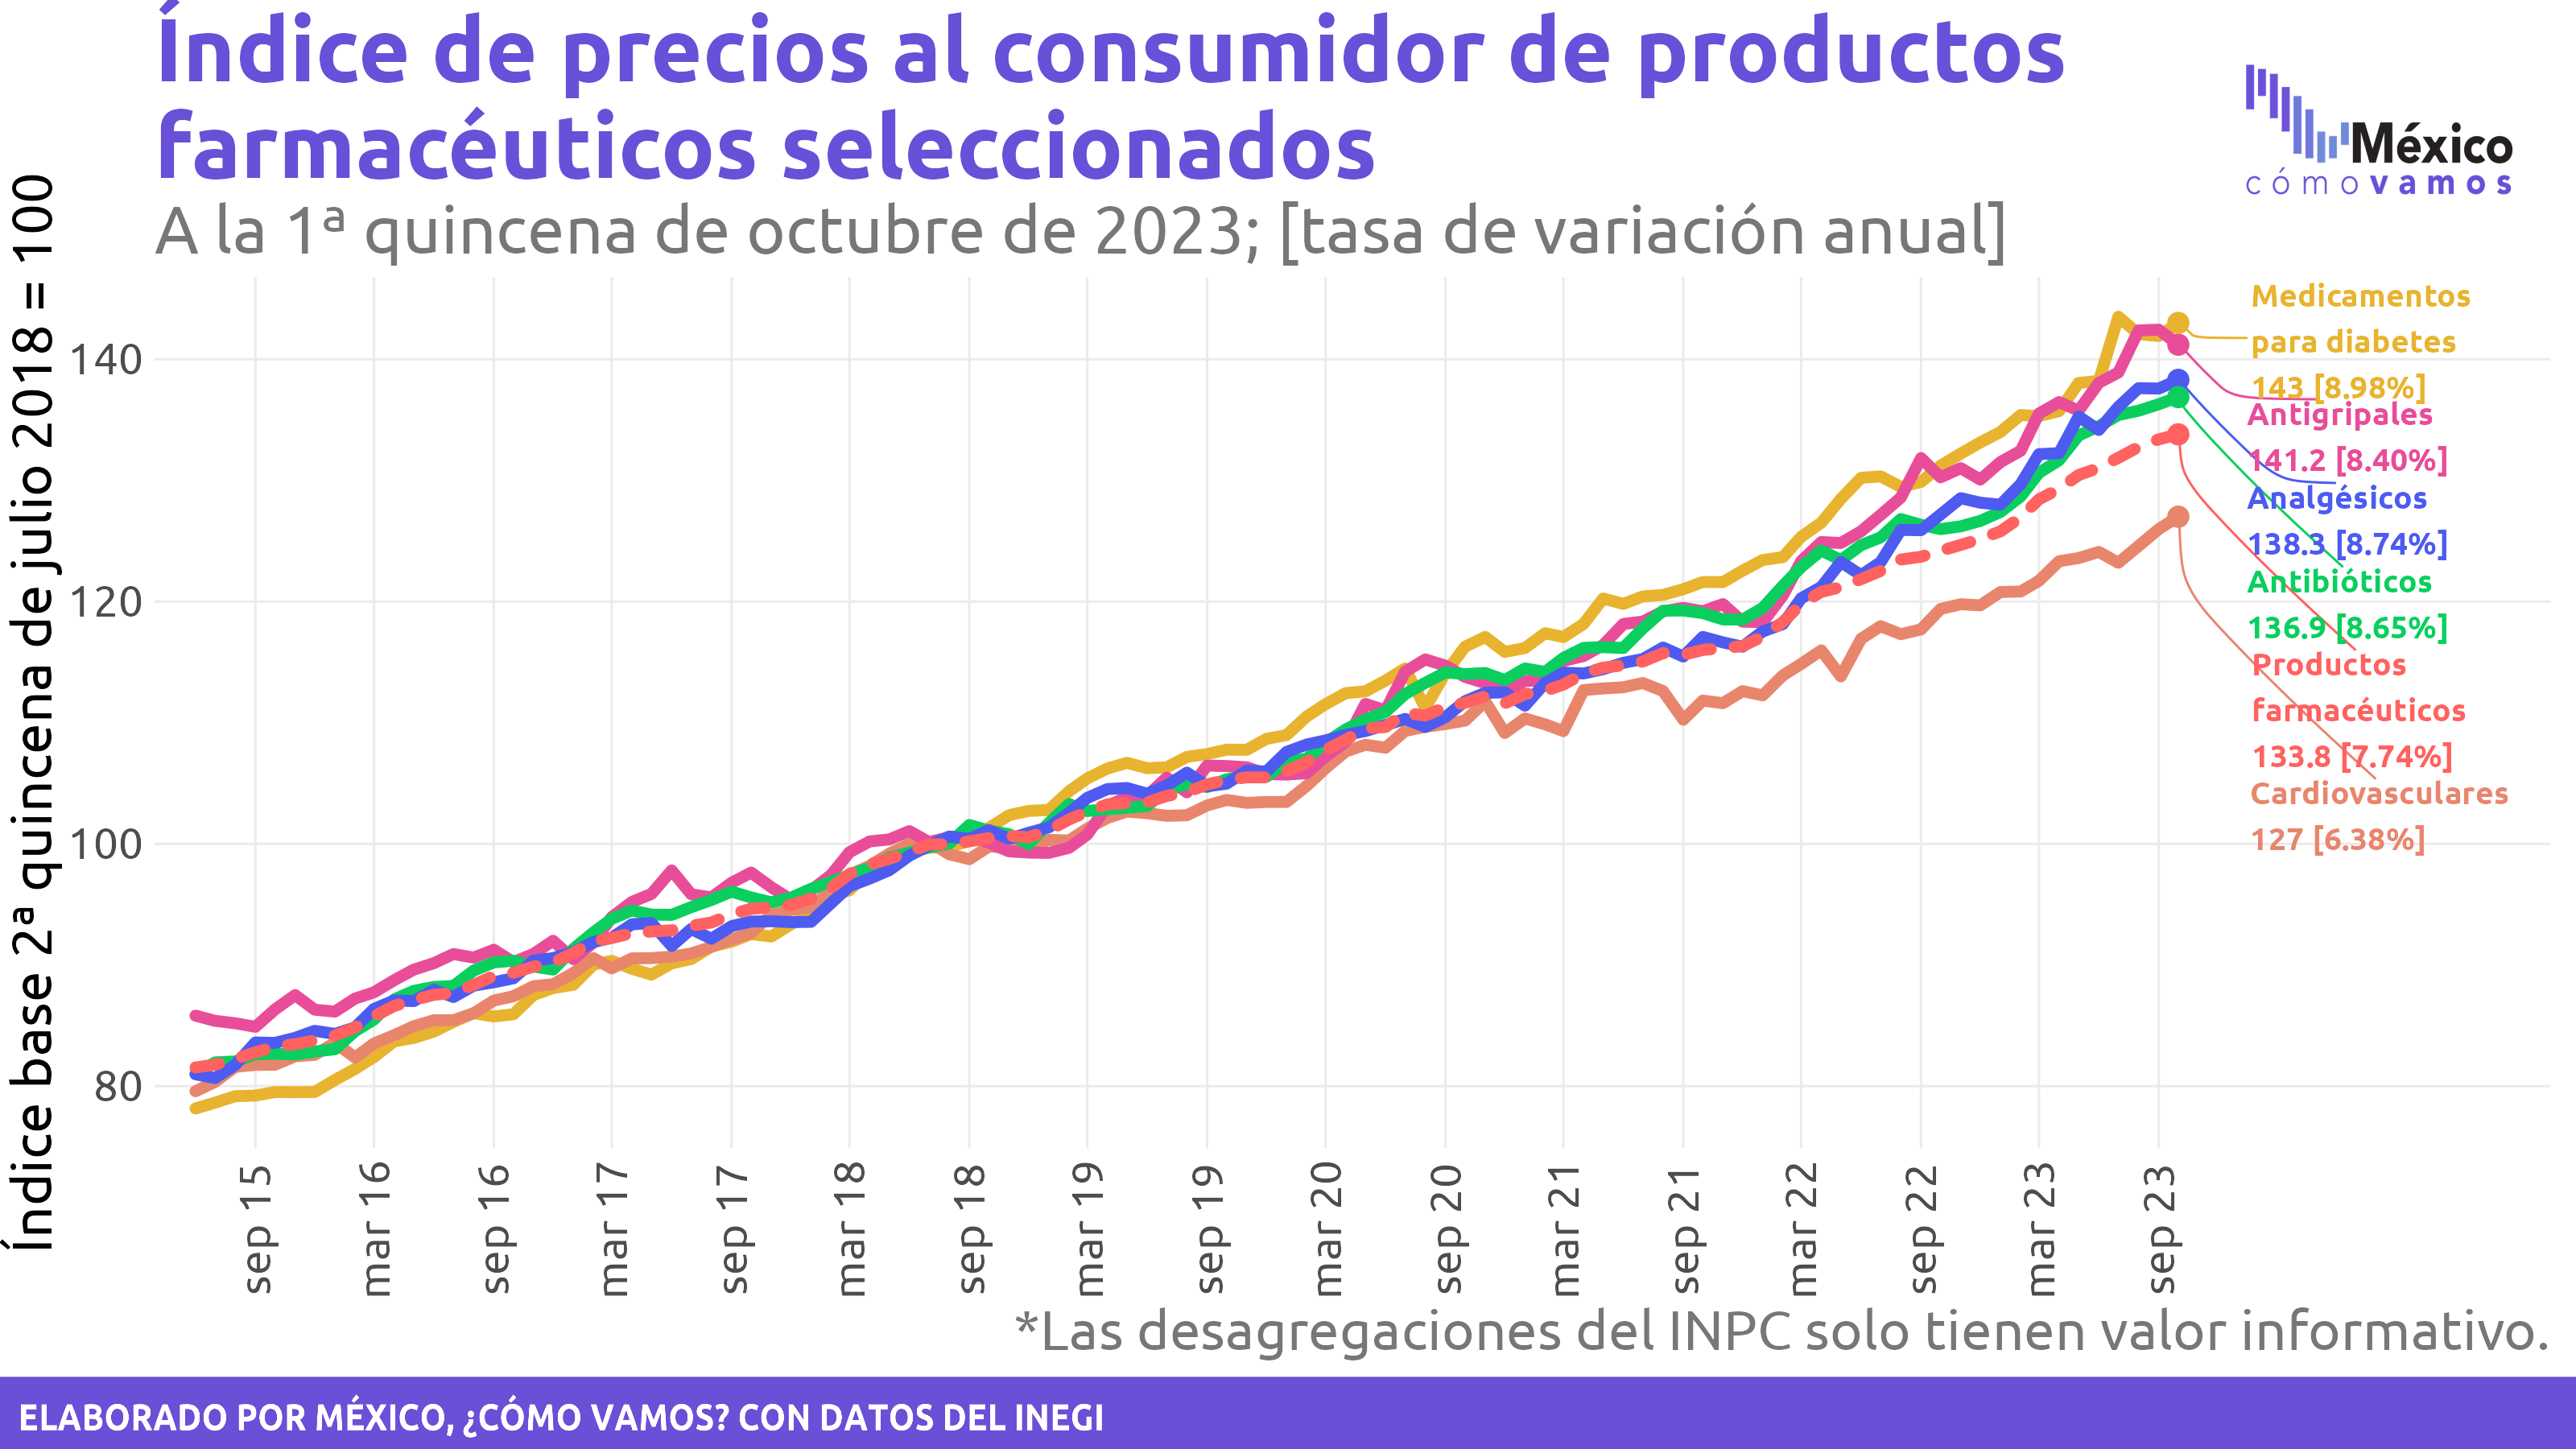 Índice de precios al consumidor de productos
farmacéuticos seleccionados
A la 1ª quincena de octubre de 2023; [tasa de variación anual]
México
cómo vamos
Índice base 2ª quincena de julio 2018 = 100
140
120
100
80
Medicamentos
para diabetes
143 [8.98%]
Antigripales
141.2 [8.40%]
Analgésicos
138.3 [8.74%]
Antibióticos
136.9 [8.65%]
Productos
farmacéuticos
133.8 [7.74%]
Cardiovasculares
127 [6.38%]
sep 15
mar 16
sep 16
mar 17
sep 17
mar 18
sep 18
mar 19
sep 19
mar 20
sep 20
mar 21
sep 21
mar 22
sep 22
mar 23
sep 23
*Las desagregaciones del INPC solo tienen valor informativo.
ELABORADO POR MÉXICO, ¿CÓMO VAMOS? CON DATOS DEL INEGI